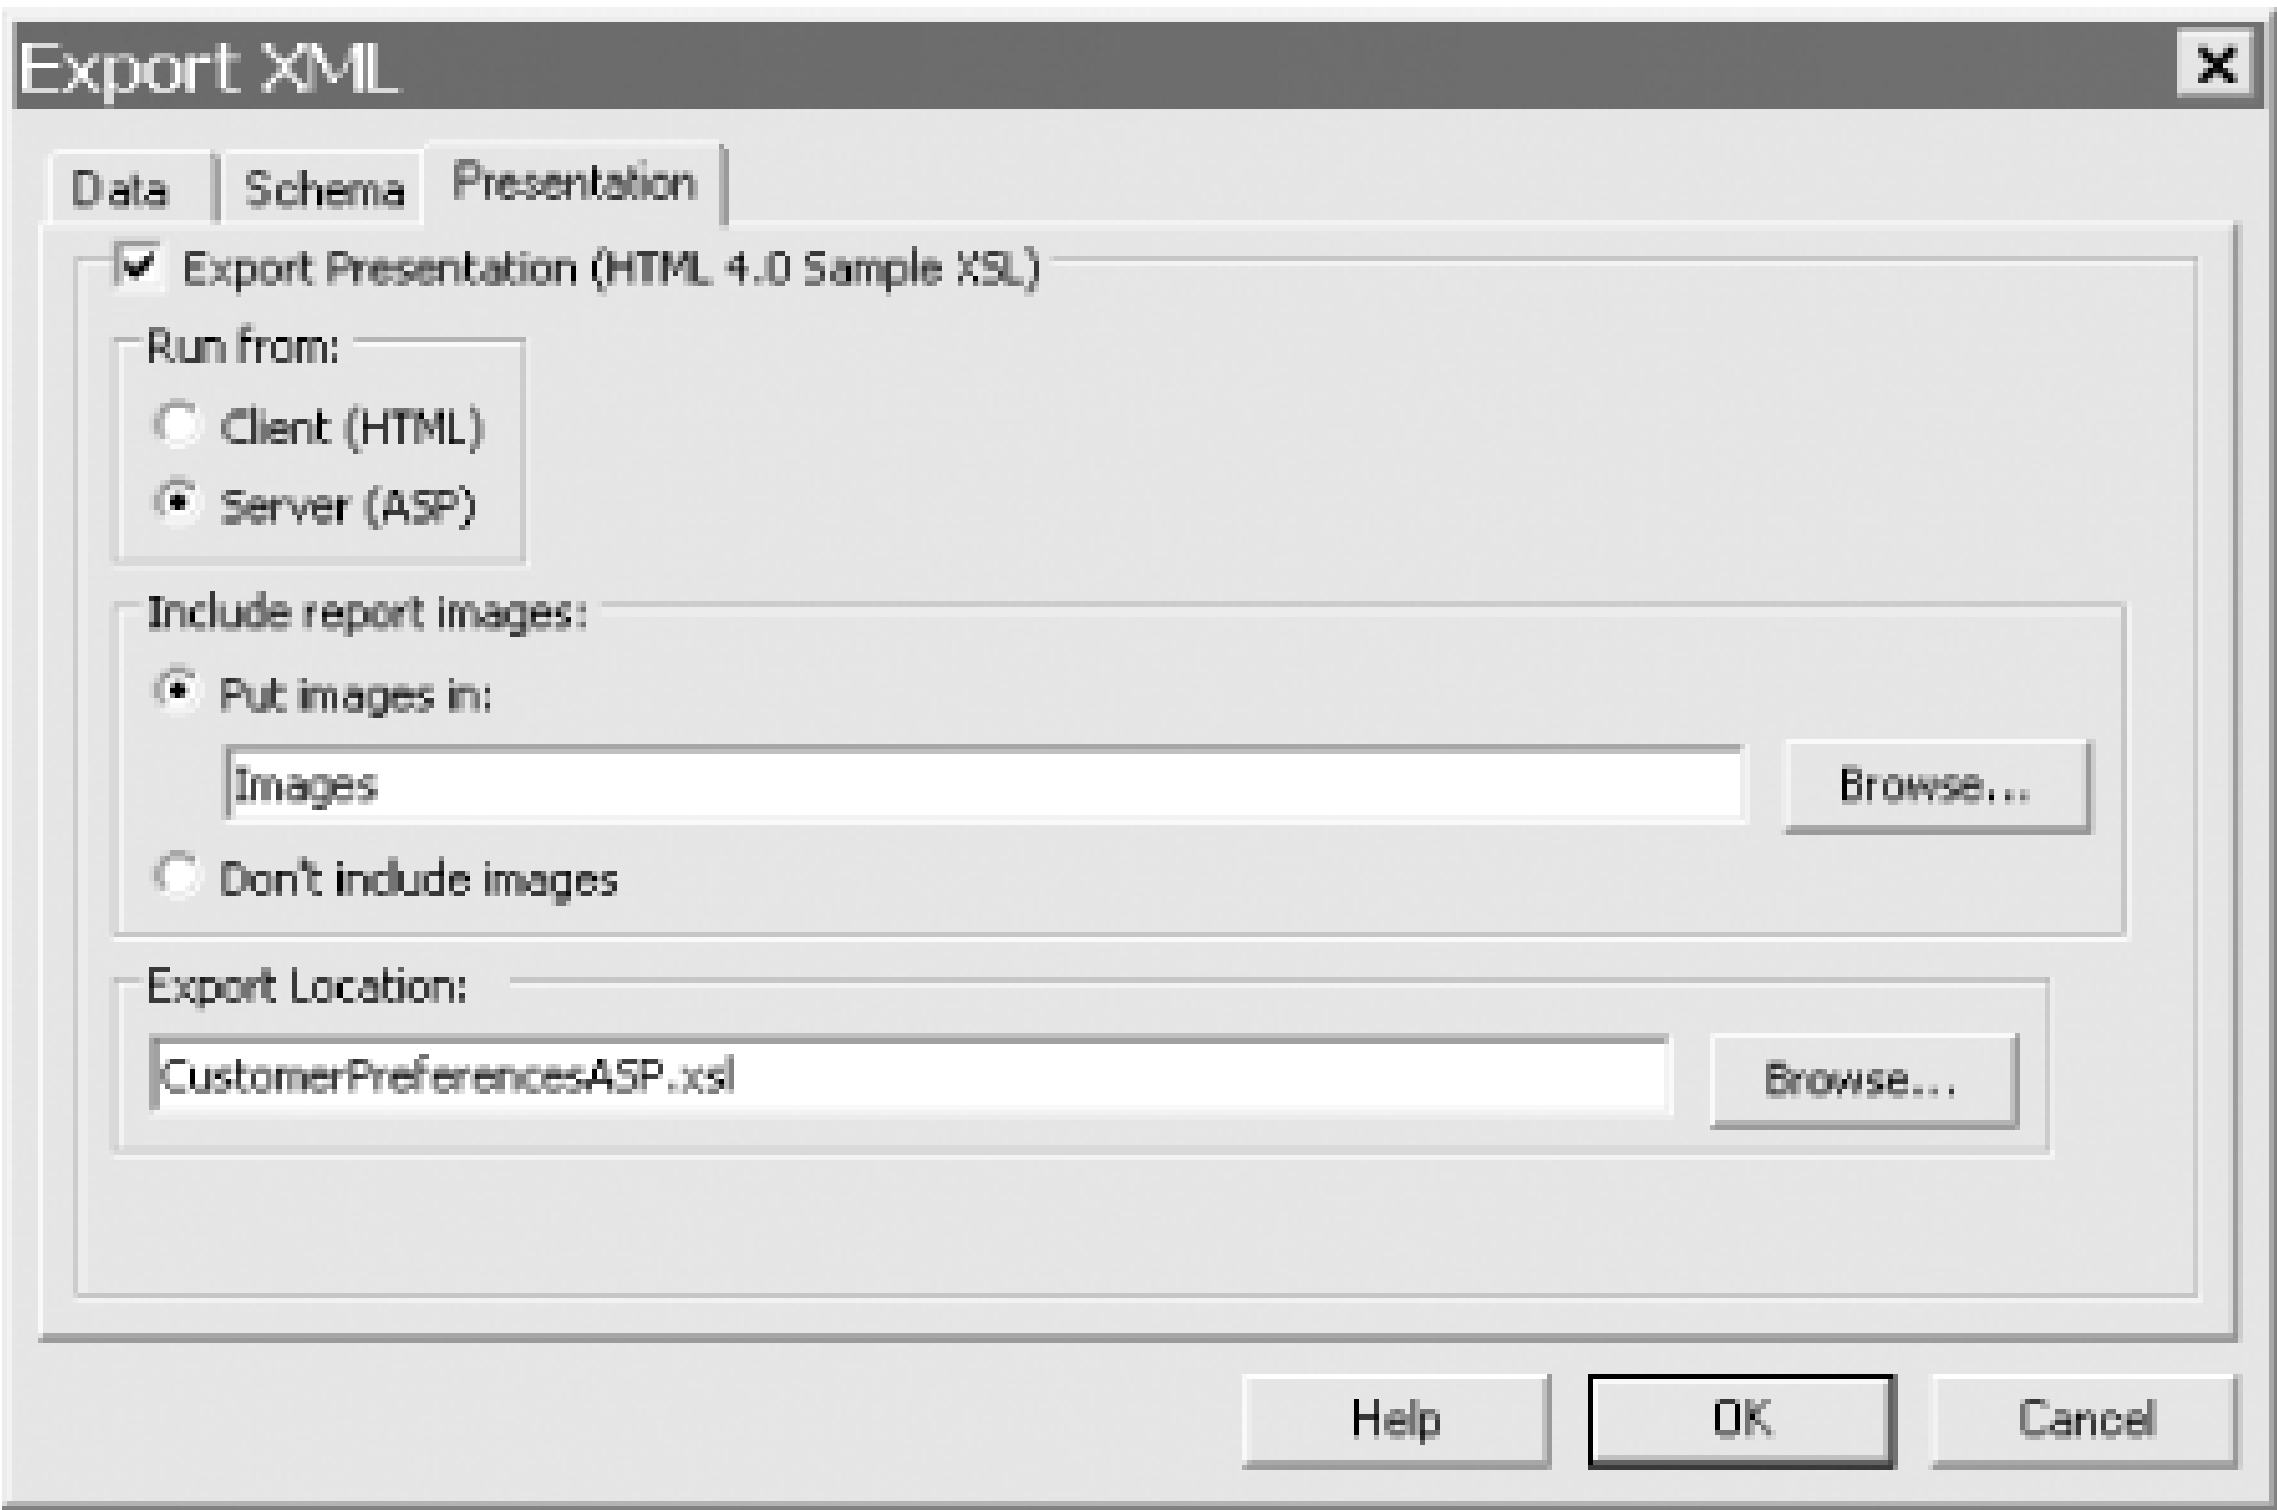 Export XML
Data Schema Presentation
Export Presentation (HTML 4.0 Sample XSL)
Run from:
Client (HTML)
Server (ASP)
Include report images:
Put images in:
Images Browse...
Don't include images
Export Location:
CustomerPreferencesASP.xsl Browse...
Help OK Cancel